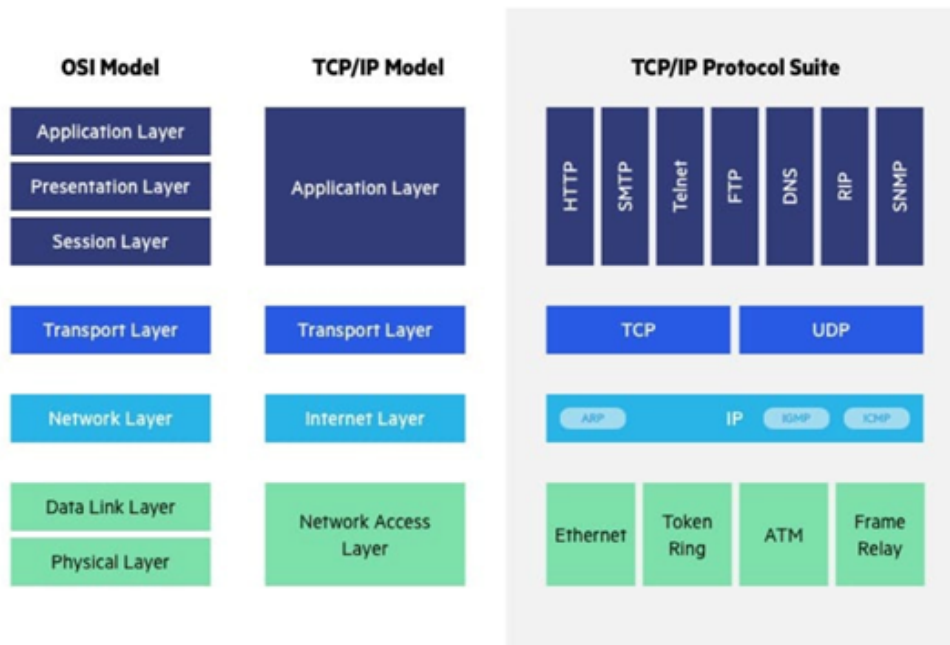 OSI Model
Application Layer
Presentation Layer
Session Layer
Transport Layer
Network Layer
Data Link Layer
Physical Layer
TCP/IP Model
Application Layer
Transport Layer
Internet Layer
Network Access
Layer
TCP/IP Protocol Suite
HTTP
SMTP
Telnet
FTP
DNS
RIP
SNMP
TCP
UDP
ARP
IP
IGMP
ICMP
Ethernet
Token
Ring
ATM
Frame
Relay